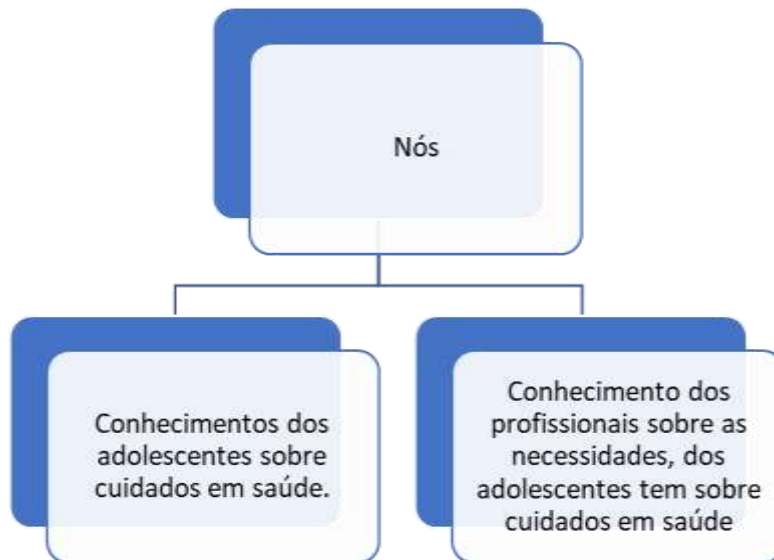 Nós
Conhecimentos dos
adolescentes sobre
cuidados em saúde.
Conhecimento dos
profissionais sobre as
necessidades, dos
adolescentes tem sobre
cuidados em saúde